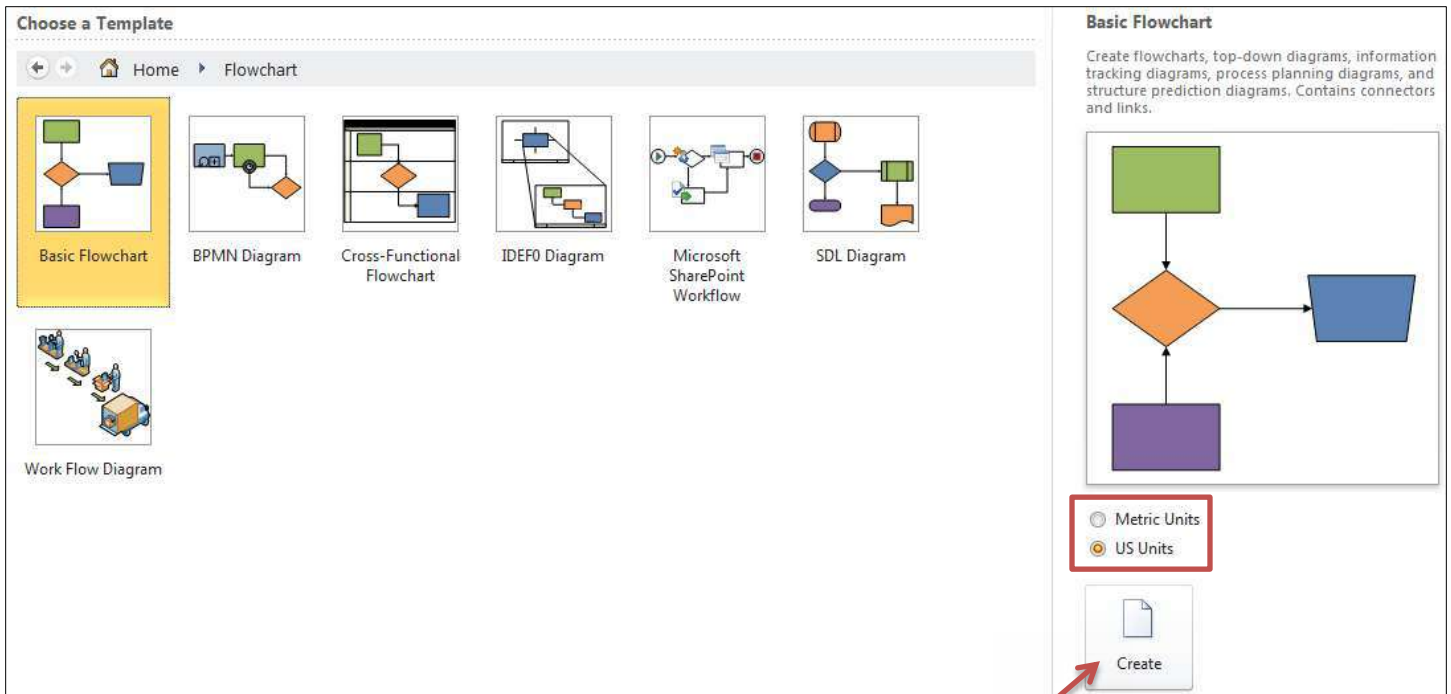 Choose a Template
Home
Flowchart
Basic Flowchart
BPMN Diagram
Cross-Functional
Flowchart
IDEF0 Diagram
Microsoft
SharePoint
Workflow
SDL Diagram
Work Flow Diagram
Basic Flowchart
Create flowcharts, top-down diagrams, information
tracking diagrams, process planning diagrams, and
structure prediction diagrams. Contains connectors
and links.
Metric Units
US Units
Create